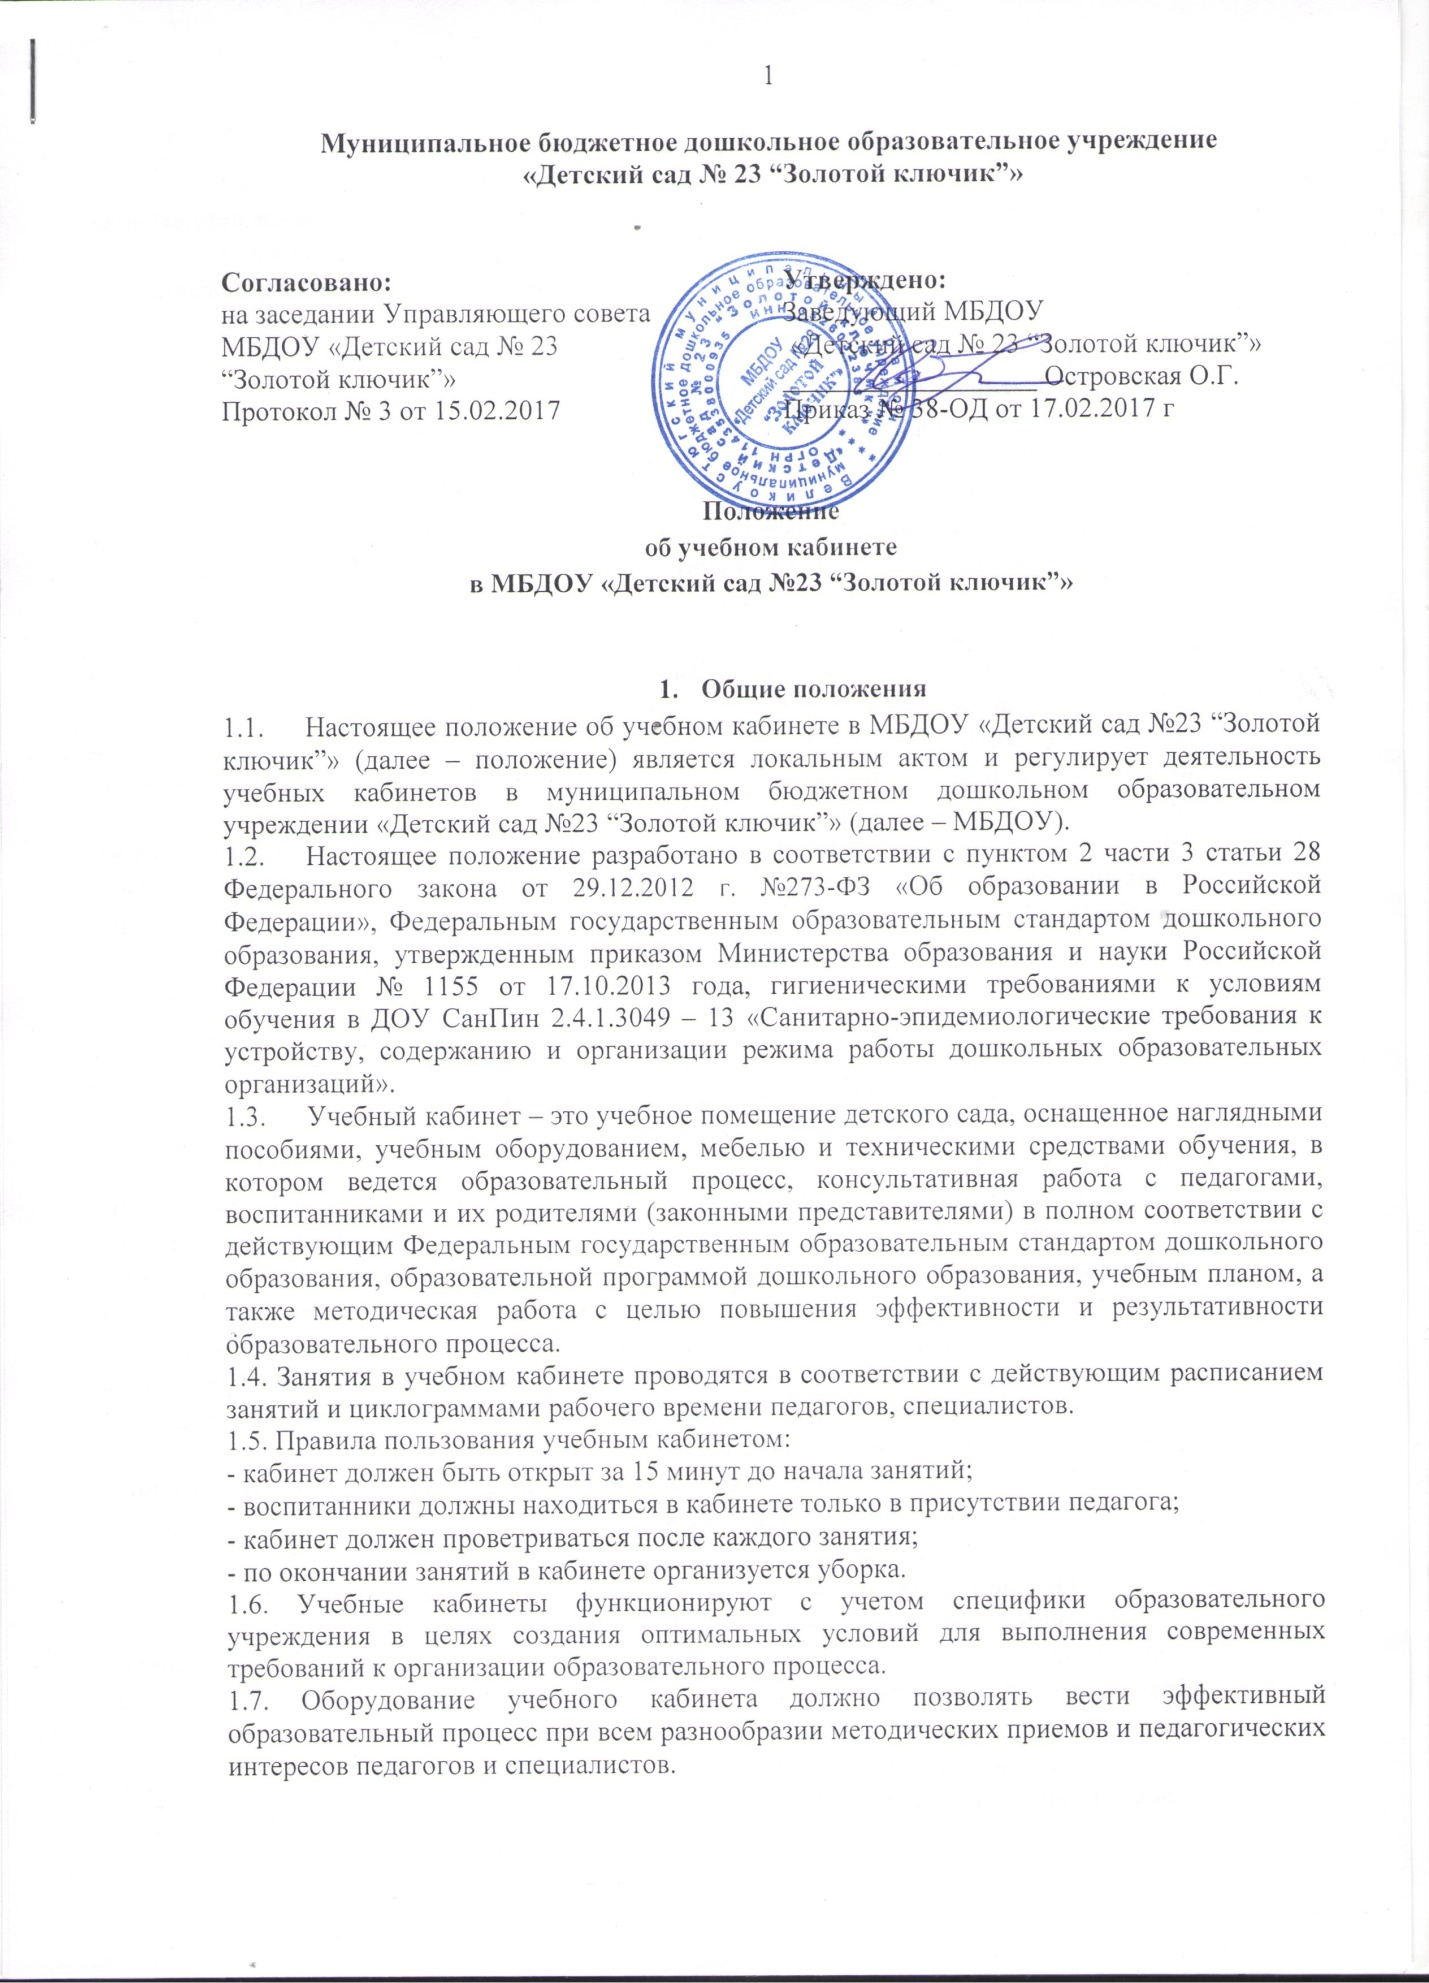 1
Муниципальное бюджетное дошкольное образовательное учреждение
«Детский сад № 23 “Золотой ключик”»
Согласовано:
на заседании Управляющего совета
МБДОУ «Детский сад № 23
“Золотой ключик”»
Протокол № 3 от 15.02.2017
Утверждено:
Заведующий МБДОУ
«Детский сад № 23 “Золотой ключик”»
Островская О.Г.
Приказ № 38-ОД от 17.02.2017 г
МБДОУ
"Детский сад №23
"ЗОЛОТОЙ
КЛЮЧИК"»
Положение
об учебном кабинете
в МБДОУ «Детский сад №23 “Золотой ключик”»
1. Общие положения
1.1. Настоящее положение об учебном кабинете в МБДОУ «Детский сад №23 “Золотой
ключик”» (далее – положение) является локальным актом и регулирует деятельность
учебных кабинетов в муниципальном бюджетном дошкольном образовательном
учреждении «Детский сад №23 “Золотой ключик”» (далее – МБДОУ).
1.2. Настоящее положение разработано в соответствии с пунктом 2 части 3 статьи 28
Федерального закона от 29.12.2012 г. №273-ФЗ «Об образовании в Российской
Федерации», Федеральным государственным образовательным стандартом дошкольного
образования, утвержденным приказом Министерства образования и науки Российской
Федерации № 1155 от 17.10.2013 года, гигиеническими требованиями к условиям
обучения в ДОУ СанПин 2.4.1.3049 – 13 «Санитарно-эпидемиологические требования к
устройству, содержанию и организации режима работы дошкольных образовательных
организаций».
1.3. Учебный кабинет – это учебное помещение детского сада, оснащенное наглядными
пособиями, учебным оборудованием, мебелью и техническими средствами обучения, в
котором ведется образовательный процесс, консультативная работа с педагогами,
воспитанниками и их родителями (законными представителями) в полном соответствии с
действующим Федеральным государственным образовательным стандартом дошкольного
образования, образовательной программой дошкольного образования, учебным планом, а
также методическая работа с целью повышения эффективности и результативности
образовательного процесса.
1.4. Занятия в учебном кабинете проводятся в соответствии с действующим расписанием
занятий и циклограммами рабочего времени педагогов, специалистов.
1.5. Правила пользования учебным кабинетом:
- кабинет должен быть открыт за 15 минут до начала занятий;
- воспитанники должны находиться в кабинете только в присутствии педагога;
- кабинет должен проветриваться после каждого занятия;
- по окончании занятий в кабинете организуется уборка.
1.6. Учебные кабинеты функционируют с учетом специфики образовательного
учреждения в целях создания оптимальных условий для выполнения современных
требований к организации образовательного процесса.
1.7. Оборудование учебного кабинета должно позволять вести эффективный
образовательный процесс при всем разнообразии методических приемов и педагогических
интересов педагогов и специалистов.